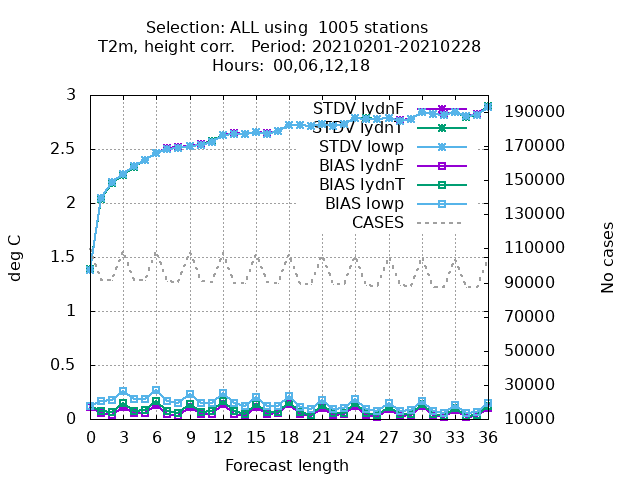 Selection: ALL using  1005 stations
T2m, height corr.   Period: 20210201-20210228
Hours:  00,06,12,18
STDV lydnF
STDV lydnT
STDV lowp
BIAS lydnF
BIAS lydnT
BIAS lowp
CASES
3
2.5
2
1.5
1
0.5
0
deg C
190000
170000
150000
130000
110000
90000
70000
50000
30000
10000
No cases
0 3 6 9 12 15 18 21 24 27 30 33 36
Forecast length